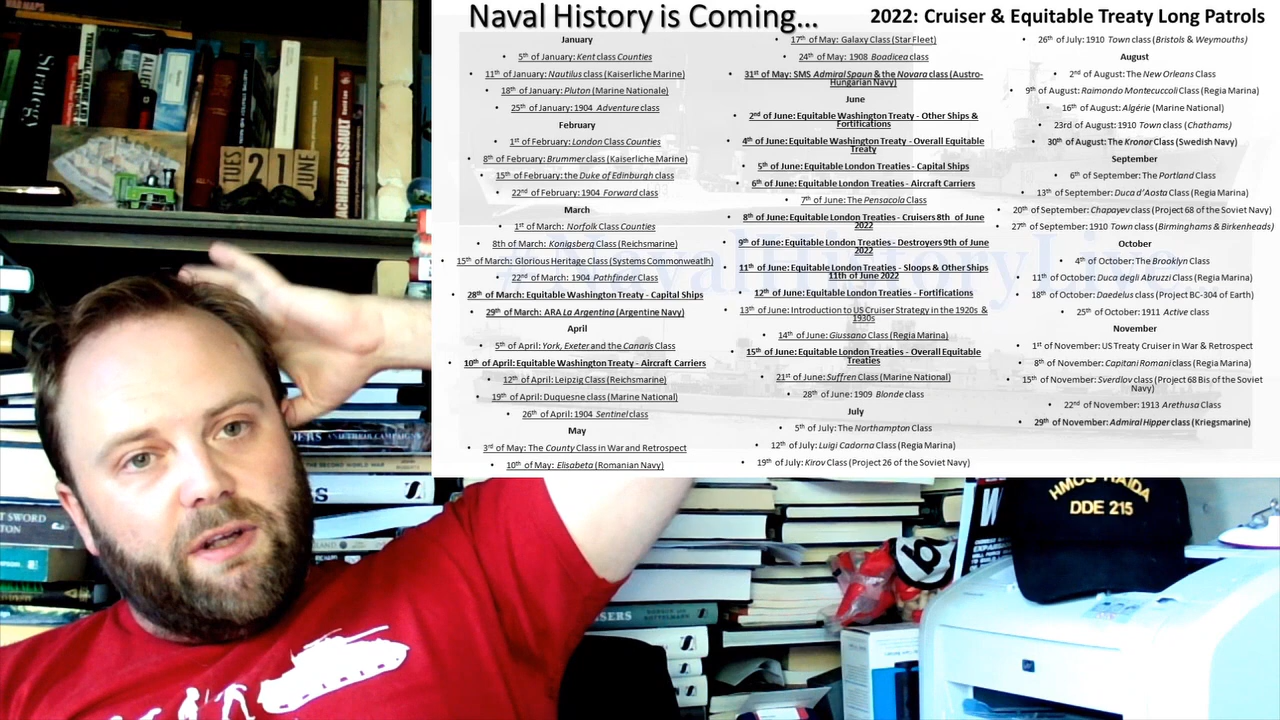 Naval History is Coming...
2022: Cruiser & Equitable Treaty Long Patrols
January
• 5th of January: Kent class Counties
• 11th of January: Nautilus class (Kaiserliche Marine)
• 18th of January: Pluton (Marine Nationale)
• 25th of January: 1904 Adventure class
February
• 1st of February: London Class Counties
• 8th of February: Brummer class (Kaiserliche Marine)
• 15th of February: the Duke of Edinburgh class
• 22nd of February: 1904 Forward class
March
• 1st of March: Norfolk Class Counties
• 8th of March: Konigsberg Class (Reichsmarine)
• 15th of March: Glorious Heritage Class (Systems Commonweatlh)
• 22nd of March: 1904 Pathfinder Class
• 28th of March: Equitable Washington Treaty - Capital Ships
• 29th of March: ARA La Argentina (Argentine Navy)
April
• 5th of April: York, Exeter and the Canaris Class
• 10th of April: Equitable Washington Treaty - Aircraft Carriers
• 12th of April: Leipzig Class (Reichsmarine)
• 19th of April: Duquesne class (Marine National)
• 26th of April: 1904 Sentinel class
May
• 3rd of May: The County Class in War and Retrospect
• 10th of May: Elisabeta (Romanian Navy)
• 17th of May: Galaxy Class (Star Fleet)
• 24th of May: 1908 Boadicea class
• 31st of May: SMS Admiral Spaun & the Novara class (Austro-
Hungarian Navy)
June
• 2nd of June: Equitable Washington Treaty - Other Ships &
Fortifications
• 4th of June: Equitable Washington Treaty - Overall Equitable
Treaty
• 5th of June: Equitable London Treaties - Capital Ships
• 6th of June: Equitable London Treaties - Aircraft Carriers
• 7th of June: The Pensacola Class
• 8th of June: Equitable London Treaties - Cruisers 8th of June
2022
• 9th of June: Equitable London Treaties - Destroyers 9th of June
2022
• 11th of June: Equitable London Treaties - Sloops & Other Ships
11th of June 2022
• 12th of June: Equitable London Treaties - Fortifications
• 13th of June: Introduction to US Cruiser Strategy in the 1920s &
1930s
• 14th of June: Giussano Class (Regia Marina)
• 15th of June: Equitable London Treaties - Overall Equitable
Treaties
• 21st of June: Suffren Class (Marine National)
• 28th of June: 1909 Blonde class
July
• 5th of July: The Northampton Class
• 12th of July: Luigi Cadorna Class (Regia Marina)
• 19th of July: Kirov Class (Project 26 of the Soviet Navy)
• 26th of July: 1910 Town class (Bristols & Weymouths)
August
• 2nd of August: The New Orleans Class
• 9th of August: Raimondo Montecuccoli Class (Regia Marina)
• 16th of August: Algérie (Marine National)
• 23rd of August: 1910 Town class (Chathams)
• 30th of August: The Kronor Class (Swedish Navy)
September
• 6th of September: The Portland Class
• 13th of September: Duca d'Aosta Class (Regia Marina)
• 20th of September: Chapayev class (Project 68 of the Soviet Navy)
• 27th of September: 1910 Town class (Birminghams & Birkenheads)
October
• 4th of October: The Brooklyn Class
• 11th of October: Duca degli Abruzzi Class (Regia Marina)
• 18th of October: Daedelus class (Project BC-304 of Earth)
• 25th of October: 1911 Active class
November
• 1st of November: US Treaty Cruiser in War & Retrospect
• 8th of November: Capitani Romani class (Regia Marina)
• 15th of November: Sverdlov class (Project 68 Bis of the Soviet
Navy)
• 22nd of November: 1913 Arethusa Class
• 29th of November: Admiral Hipper class (Kriegsmarine)
Strategy
TUES 21 JUNE
ARCHEAD ASSAULT
THE SECOND WORLD WAR
HMCS HAIDA
DDE 215
hp